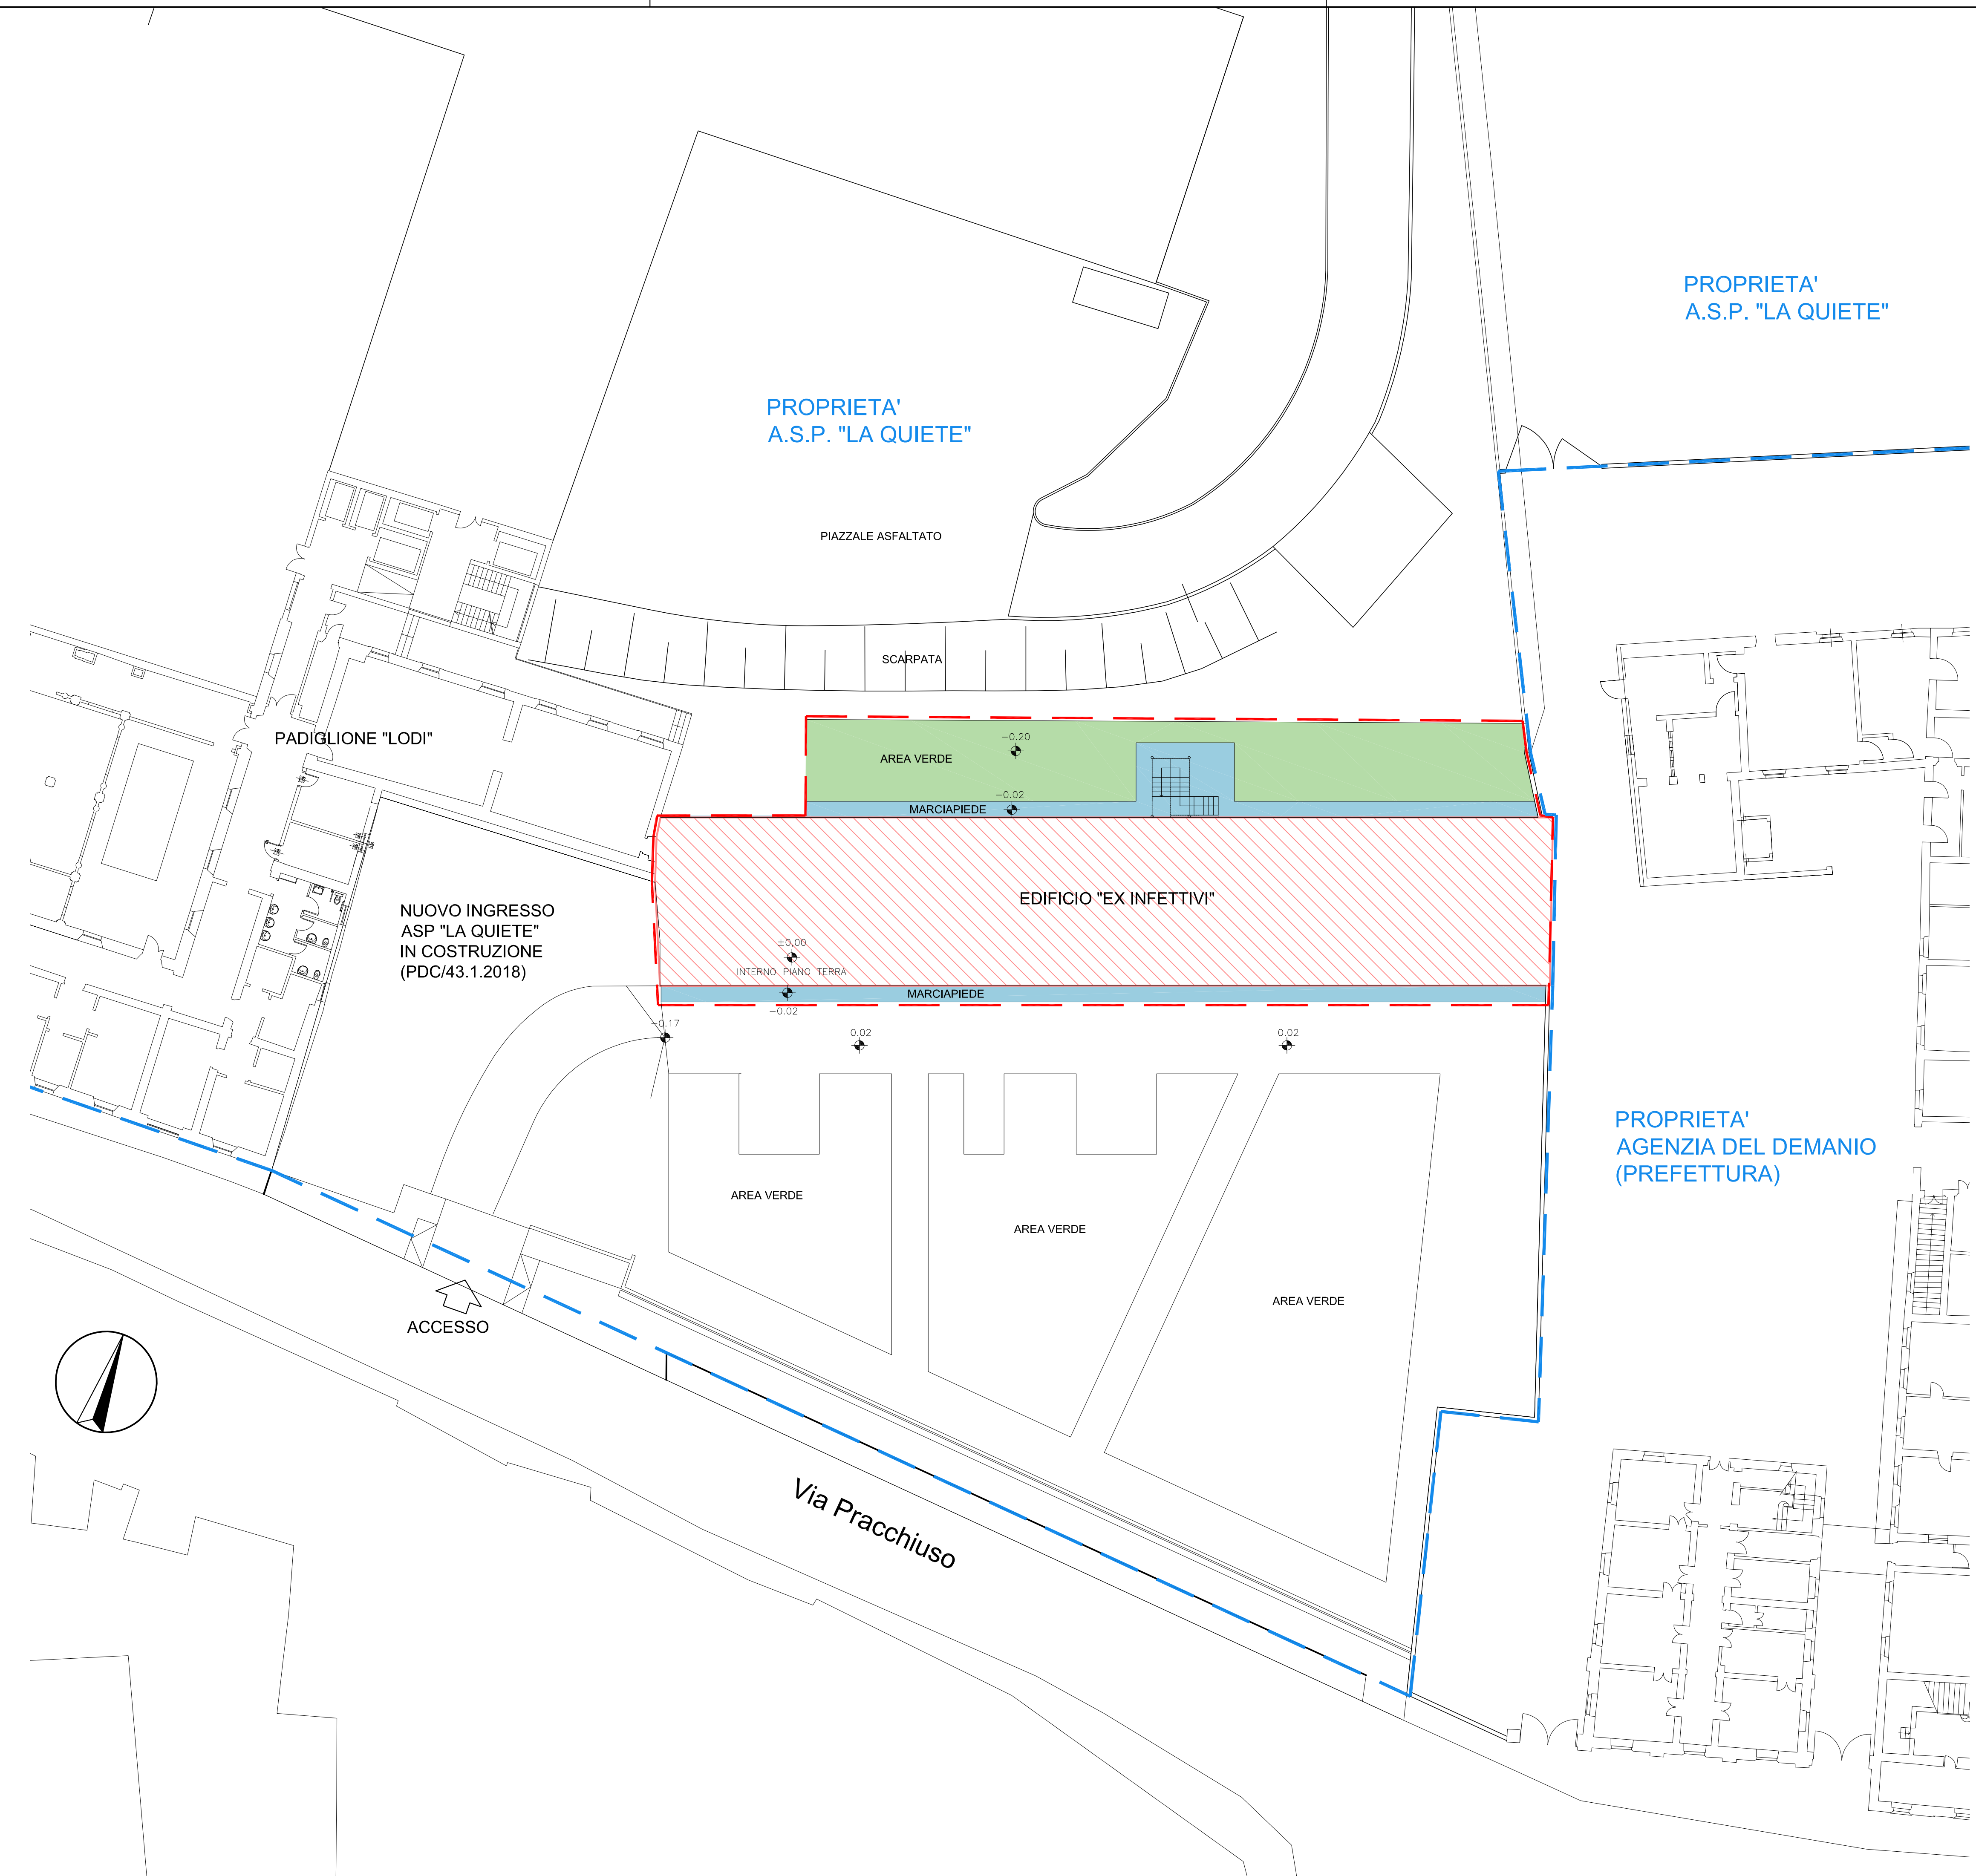 PROPRIETA'
A.S.P. "LA QUIETE"
PROPRIETA'
A.S.P. "LA QUIETE"
PIAZZALE ASFALTATO
SCARPATA
PADIGLIONE "LODI"
-0.20
AREA VERDE
-0.02
MARCIAPIEDE
EDIFICIO "EX INFETTIVI"
NUOVO INGRESSO
ASP "LA QUIETE"
IN COSTRUZIONE
(PDC/43.1.2018)
±0,00
INTERNO PIANO TERRA
MARCIAPIEDE
-0.02
-0.17
-0.02
-0.02
PROPRIETA'
AGENZIA DEL DEMANIO
(PREFETTURA)
AREA VERDE
AREA VERDE
AREA VERDE
ACCESSO
Via Pracchiuso